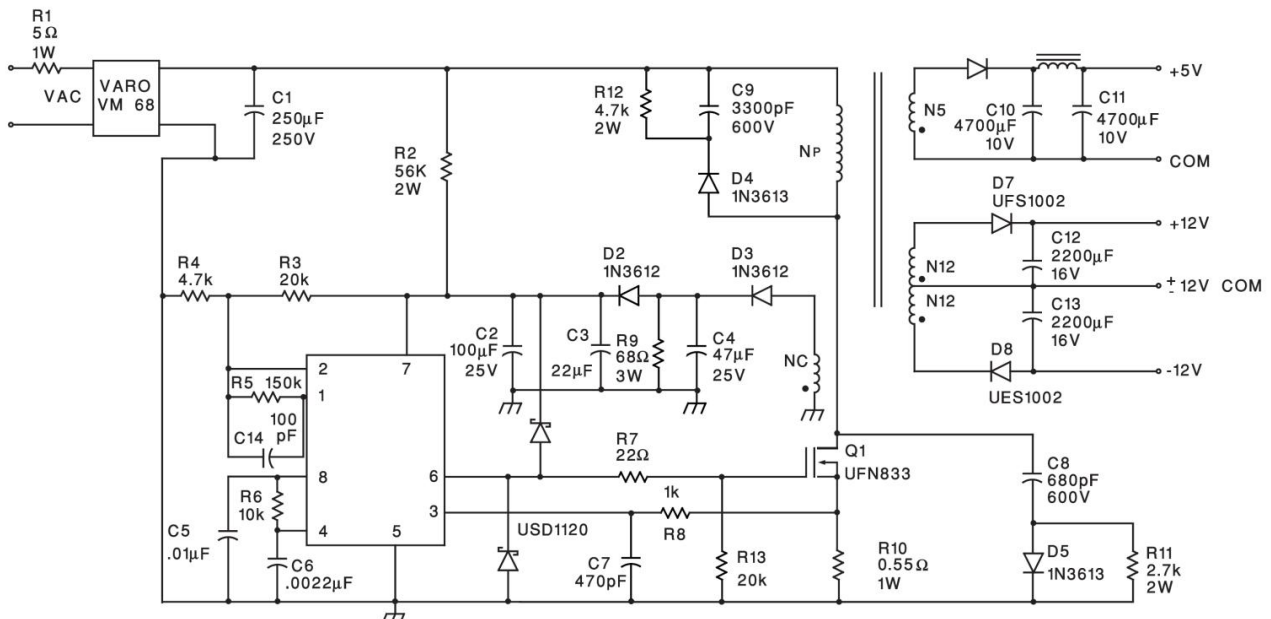 R1
5Ω
1W
VAC
VARO
VM 68
C1
250μF
250V
R2
56K
2W
R12
4.7k
2W
C9
3300pF
600V
D4
1N3613
NP
N5
C10
4700μF
10V
C11
4700μF
10V
+5V
COM
D7
UFS1002
+12V
N12
N12
C12
2200μF
16V
±12V COM
C13
2200μF
16V
D8
UES1002
-12V
R4
4.7k
R3
20k
D2
1N3612
D3
1N3612
C2
100μF
25V
C3
22μF
R9
68Ω
3W
C4
47μF
25V
NC
R5 150k
100
pF
C14
2
1
7
8
4
5
6
3
R6
10k
C5
.01μF
C6
.0022μF
USD1120
R7
22Ω
1k
R8
C7
470pF
R13
20k
Q1
UFN833
R10
0.55Ω
1W
C8
680pF
600V
D5
1N3613
R11
2.7k
2W